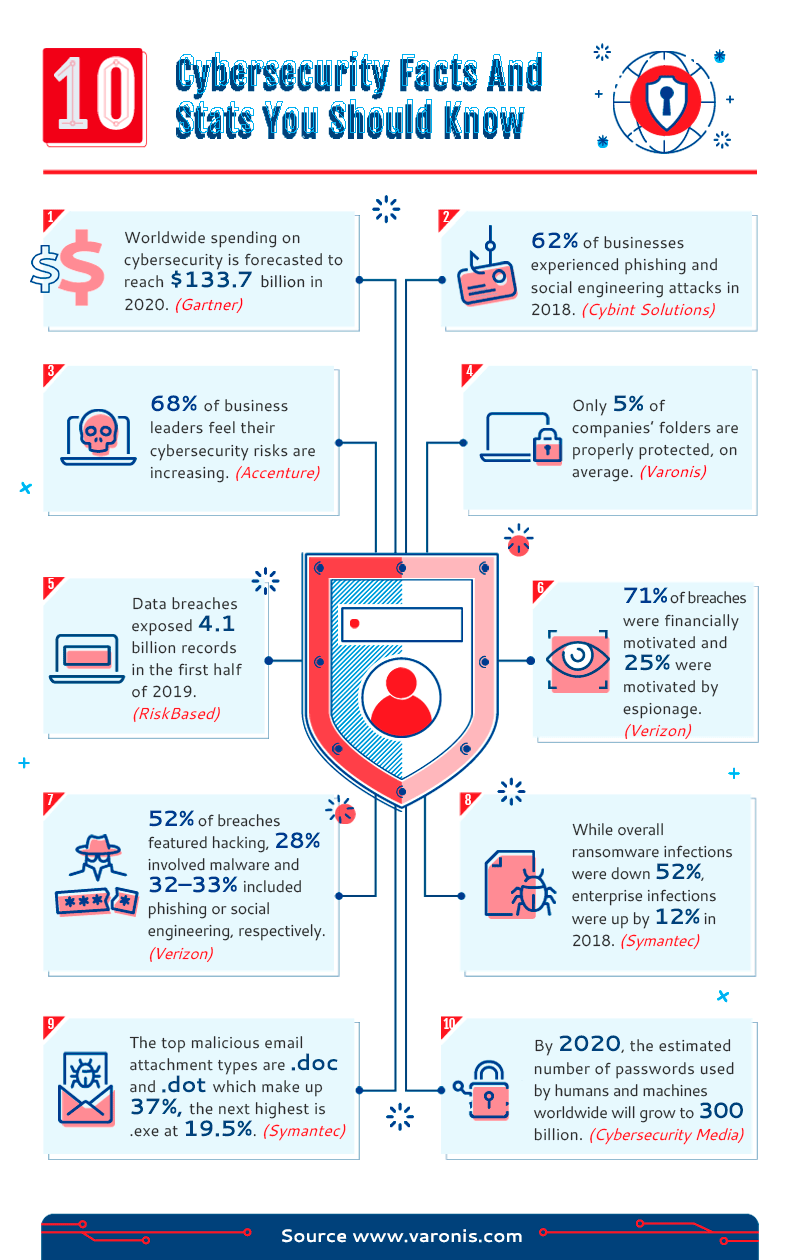 10
Cybersecurity Facts And
Stats You Should Know
1
Worldwide spending on
cybersecurity is forecasted to
reach $133.7 billion in
2020. (Gartner)
2
62% of businesses
experienced phishing and
social engineering attacks in
2018. (Cybint Solutions)
3
68% of business
leaders feel their
cybersecurity risks are
increasing. (Accenture)
4
Only 5% of
companies’ folders are
properly protected, on
average. (Varonis)
5
Data breaches
exposed 4.1
billion records
in the first half
of 2019.
(RiskBased)
6
71% of breaches
were financially
motivated and
25% were
motivated by
espionage.
(Verizon)
7
52% of breaches
featured hacking, 28%
involved malware and
32–33% included
phishing or social
engineering, respectively.
(Verizon)
8
While overall
ransomware infections
were down 52%,
enterprise infections
were up by 12% in
2018. (Symantec)
9
The top malicious email
attachment types are .doc
and .dot which make up
37%, the next highest is
.exe at 19.5%. (Symantec)
10
By 2020, the estimated
number of passwords used
by humans and machines
worldwide will grow to 300
billion. (Cybersecurity Media)
Source www.varonis.com